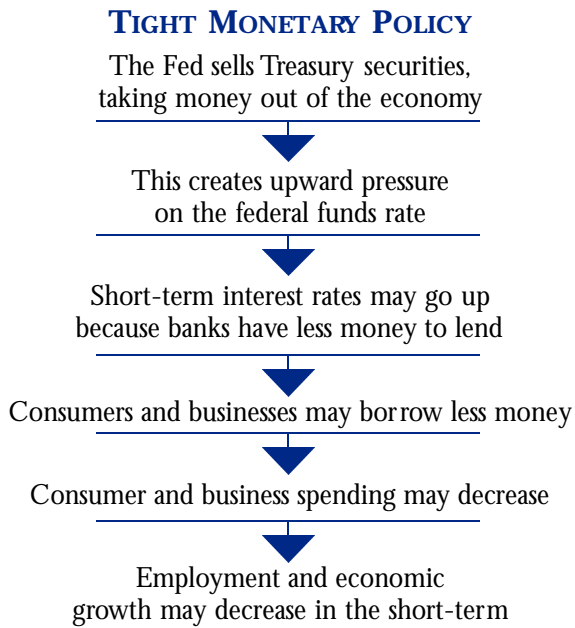 TIGHT MONETARY POLICY
The Fed sells Treasury securities,
taking money out of the economy
This creates upward pressure
on the federal funds rate
Short-term interest rates may go up
because banks have less money to lend
Consumers and businesses may borrow less money
Consumer and business spending may decrease
Employment and economic
growth may decrease in the short-term